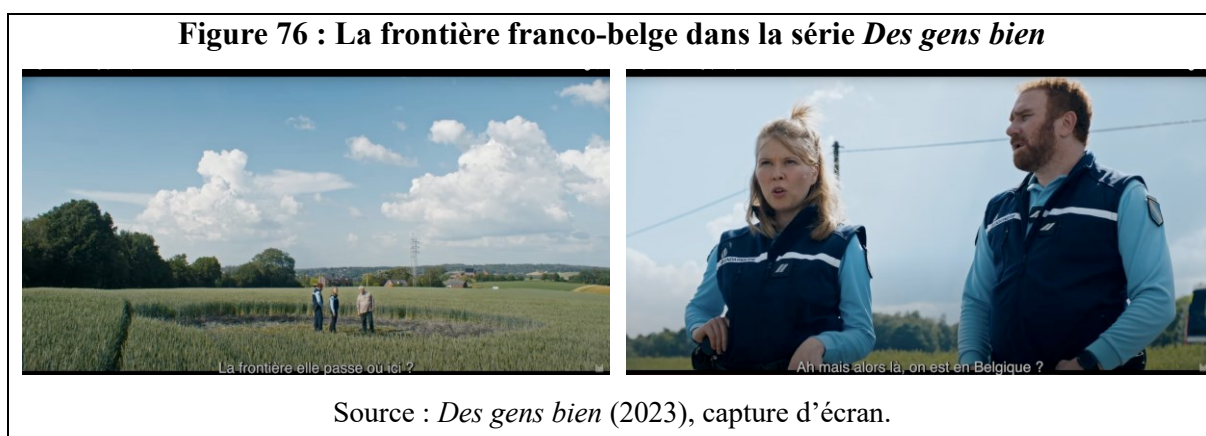 Figure 76 : La frontière franco-belge dans la série Des gens bien
La frontière elle passe où ici ?
Ah mais alors là, on est en Belgique ?
Source : Des gens bien (2023), capture d’écran.